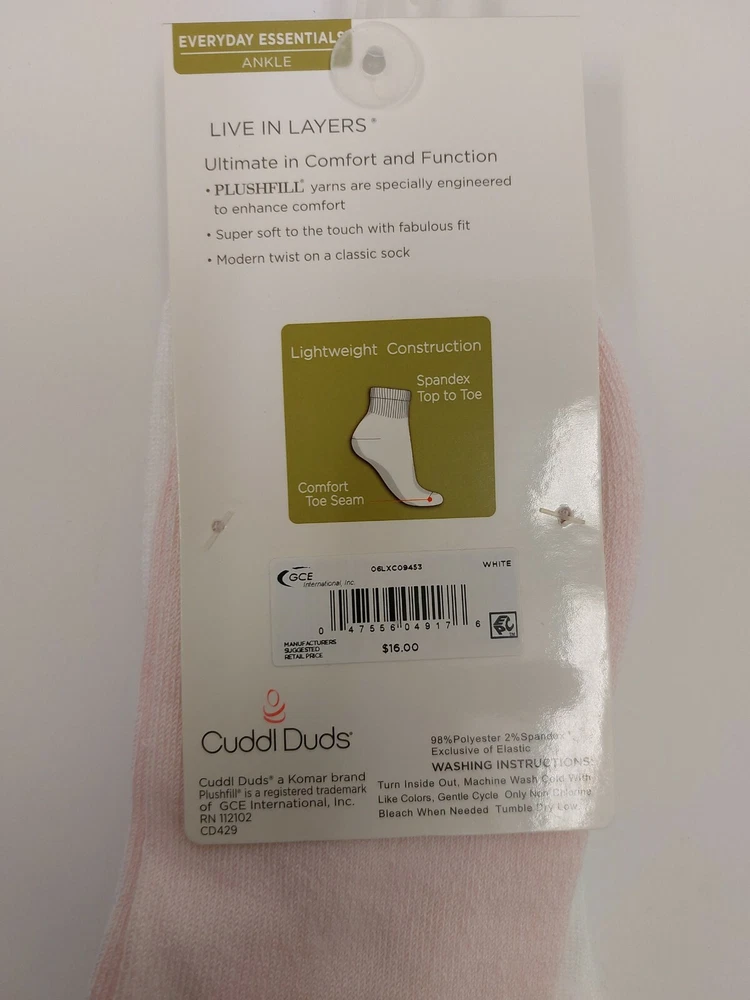 EVERYDAY ESSENTIALS
ANKLE
LIVE IN LAYERS®
Ultimate in Comfort and Function
• PLUSHFILL® yarns are specially engineered
to enhance comfort
• Super soft to the touch with fabulous fit
• Modern twist on a classic sock
Lightweight Construction
Spandex
Top to Toe
Comfort
Toe Seam
GCE
International, Inc.
06LXC09453
WHITE
0 47556 04917 6
EPC™
MANUFACTURERS
SUGGESTED
RETAIL PRICE
$16.00
Cuddl Duds®
Cuddl Duds® a Komar brand
Plushfill® is a registered trademark
of GCE International, Inc.
RN 112102
CD429
98%Polyester 2%Spandex*,
Exclusive of Elastic
WASHING INSTRUCTIONS:
Turn Inside Out, Machine Wash Cold With
Like Colors, Gentle Cycle Only Non Chlorine
Bleach When Needed Tumble Dry Low